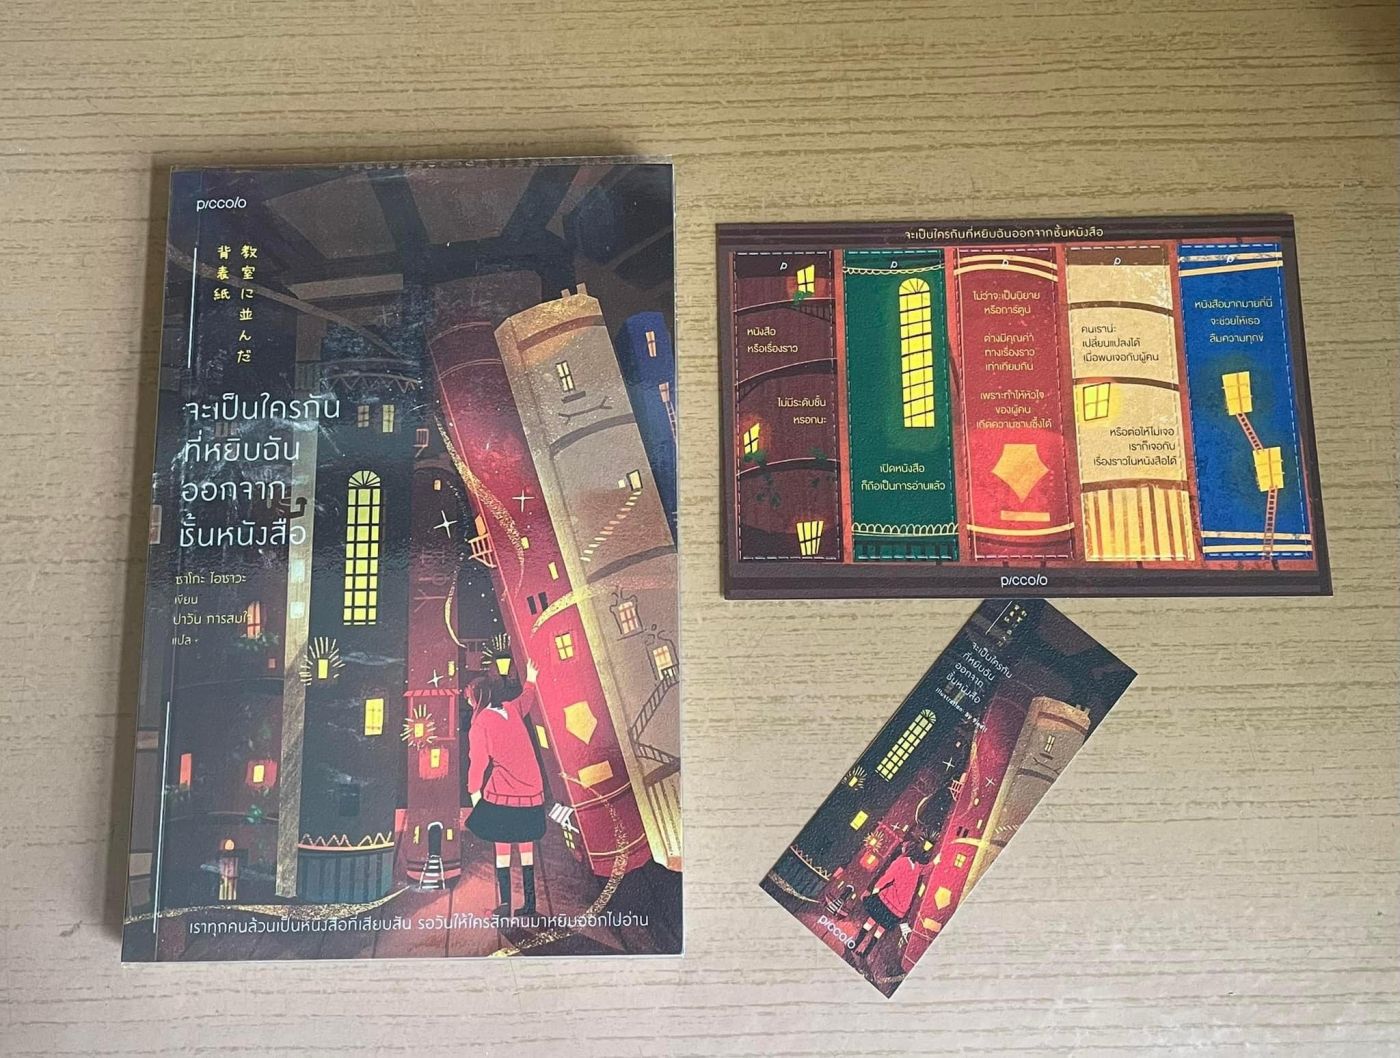 piccolo
教室に並んだ
背表紙
จะเป็นใครกัน
ที่หยิบฉัน
ออกจาก
ชั้นหนังสือ
ซาโกะ ไอซาวะ
เขียน
ปาวัน การสมใจ
แปล
เราทุกคนล้วนเป็นหนังสือที่เสียบสัน รอวันให้ใครสักคนมาหยิบออกไปอ่าน
จะเป็นใครกันที่หยิบฉันออกจากชั้นหนังสือ
หนังสือ
หรือเรื่องราว
ไม่มีระดับชั้น
หรอกนะ
p
เปิดหนังสือ
ก็ถือเป็นการอ่านแล้ว
p
ไม่ว่าจะเป็นนิยาย
หรือการ์ตูน
ต่างมีคุณค่า
ทางเรื่องราว
เท่าเทียมกัน
เพราะทำให้หัวใจ
ของผู้คน
เกิดความซาบซึ้งได้
p
คนเราน่ะ
เปลี่ยนแปลงได้
เมื่อพบเจอกับผู้คน
หรือต่อให้ไม่เจอ
เราก็เจอกับ
เรื่องราวในหนังสือได้
p
หนังสือมากมายที่นี่
จะช่วยให้เธอ
ลืมความทุกข์
p
piccolo
จะเป็นใครกัน
ที่หยิบฉัน
ออกจาก
ชั้นหนังสือ
Illustration by
piccolo